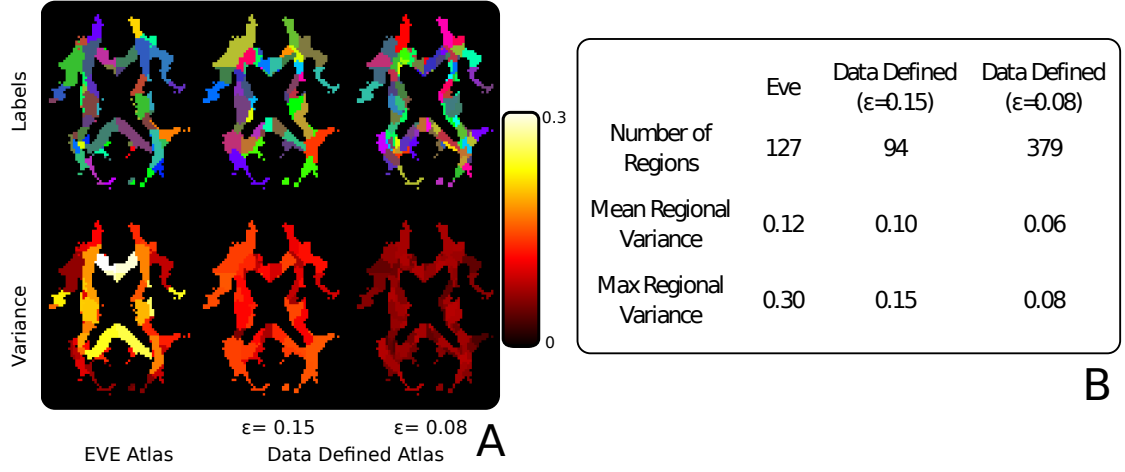 Labels
Variance
0.3
0
ε= 0.15
ε= 0.08
EVE Atlas
Data Defined Atlas
A
Eve
Data Defined
(ε=0.15)
Data Defined
(ε=0.08)
Number of
Regions
127
94
379
Mean Regional
Variance
0.12
0.10
0.06
Max Regional
Variance
0.30
0.15
0.08
B